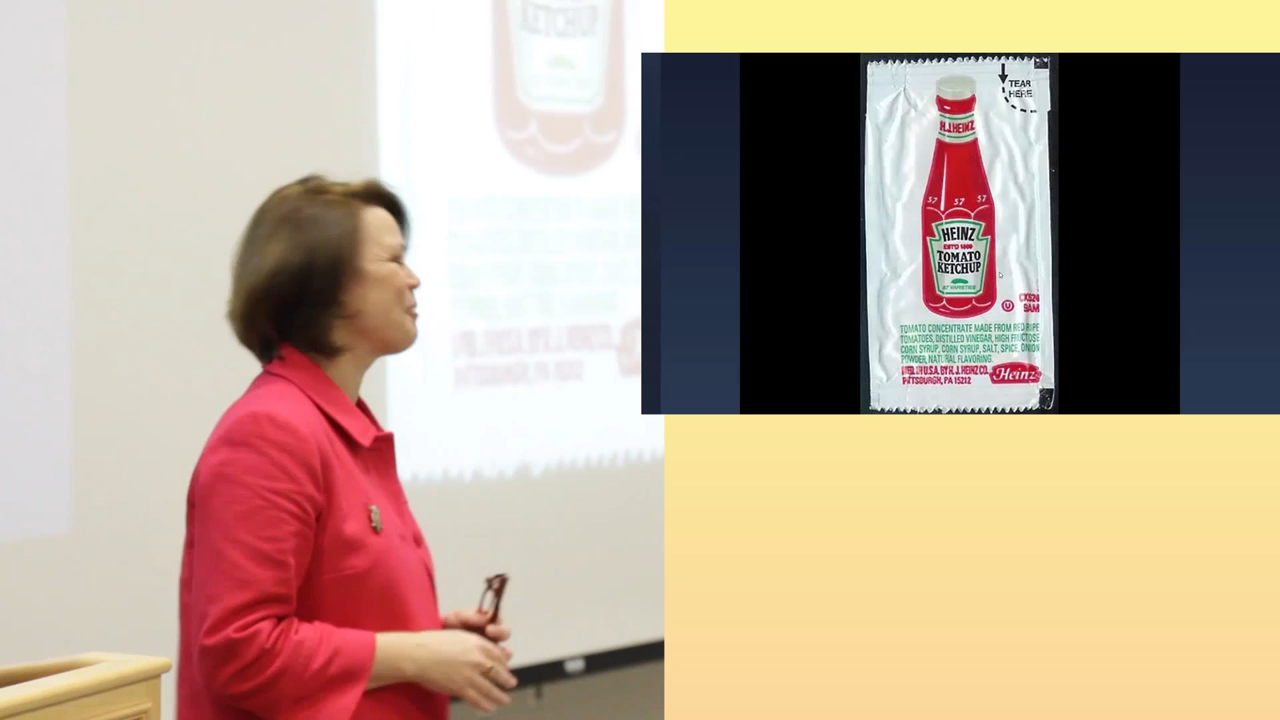 KETCHUP
TEAR
HERE
H.J.HEINZ
57 57 57
HEINZ
ESTD 1869
TOMATO
KETCHUP
57 VARIETIES
TOMATO CONCENTRATE MADE FROM RED RIPE
TOMATOES, DISTILLED VINEGAR, HIGH FRUCTOSE
CORN SYRUP, CORN SYRUP, SALT, SPICE, ONION
POWDER, NATURAL FLAVORING.
U.S.A. BY H. J. HEINZ CO.
PITTSBURGH, PA 15212
Heinz